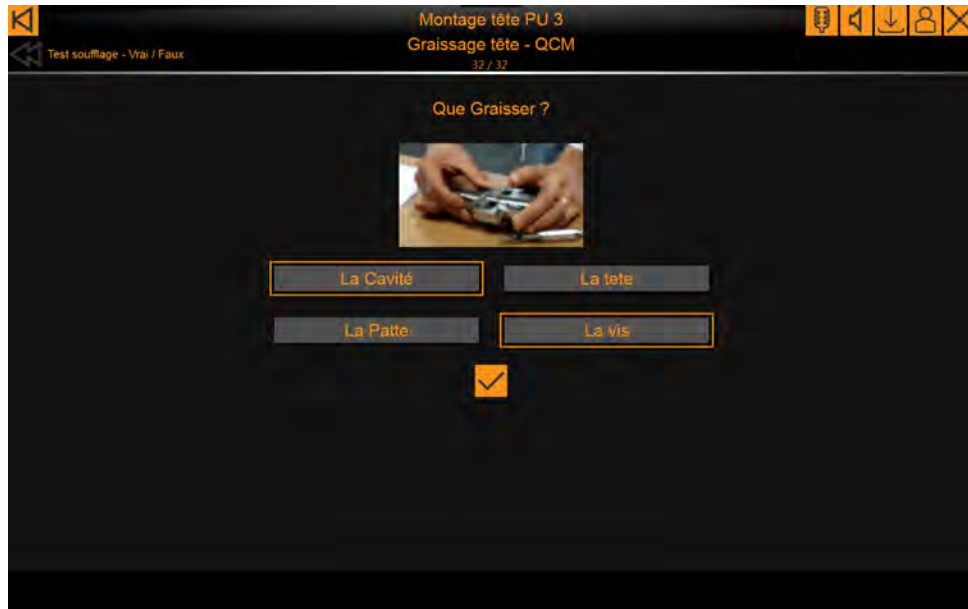 Montage tête PU 3
Graissage tête - QCM
32 / 32
Test soufflage - Vrai / Faux
Que Graisser ?
La Cavité
La tete
La Patte
La vis